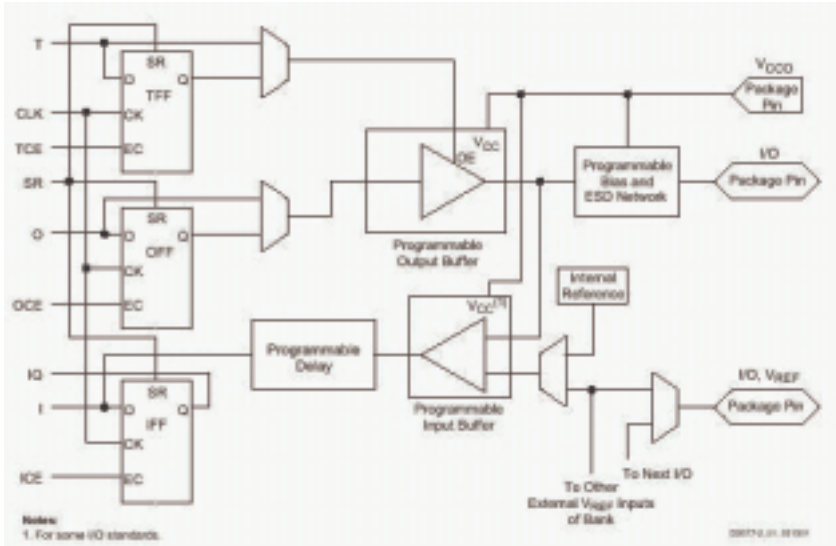 T
SR
D
Q
TFF
CLK
CK
TCE
EC
SR
SR
O
D
Q
OFF
CK
OCE
EC
IQ
SR
I
D
Q
IFF
CK
ICE
EC
VCC
OE
Programmable
Output Buffer
VCCO
Package
Pin
I/O
Package Pin
Programmable
Bias and
ESD Network
Internal
Reference
VCC(1)
Programmable
Delay
Programmable
Input Buffer
I/O, VREF
Package Pin
To Next I/O
To Other
External VREF Inputs
of Bank
Notes:
1. For some I/O standards.